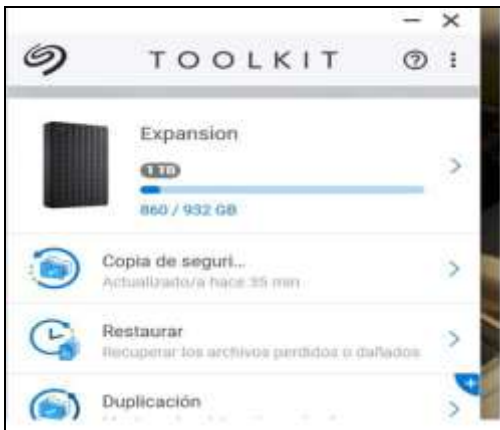 TOOLKIT
Expansion
1 TB
860 / 932 GB
Copia de seguri...
Actualizado/a hace 35 min
Restaurar
Recuperar los archivos perdidos o dañados
Duplicación